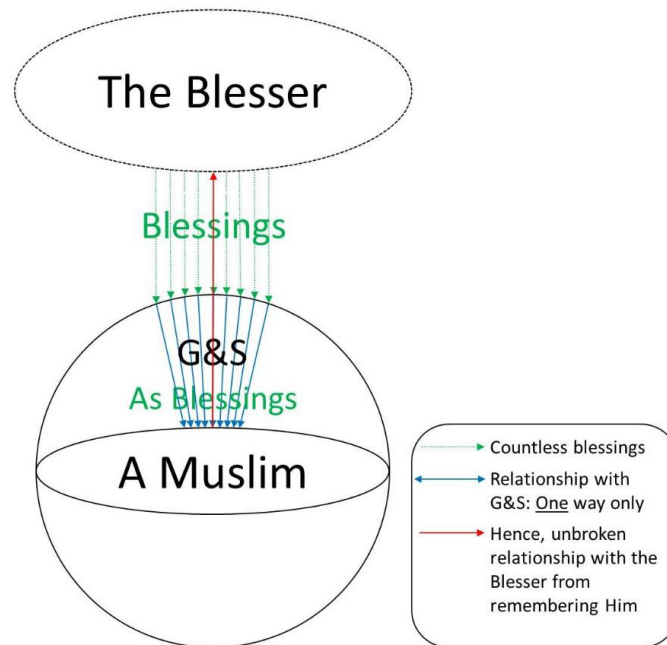 The Blesser
Blessings
G&S
As Blessings
A Muslim
Countless blessings
Relationship with
G&S: One way only
Hence, unbroken
relationship with the
Blesser from
remembering Him